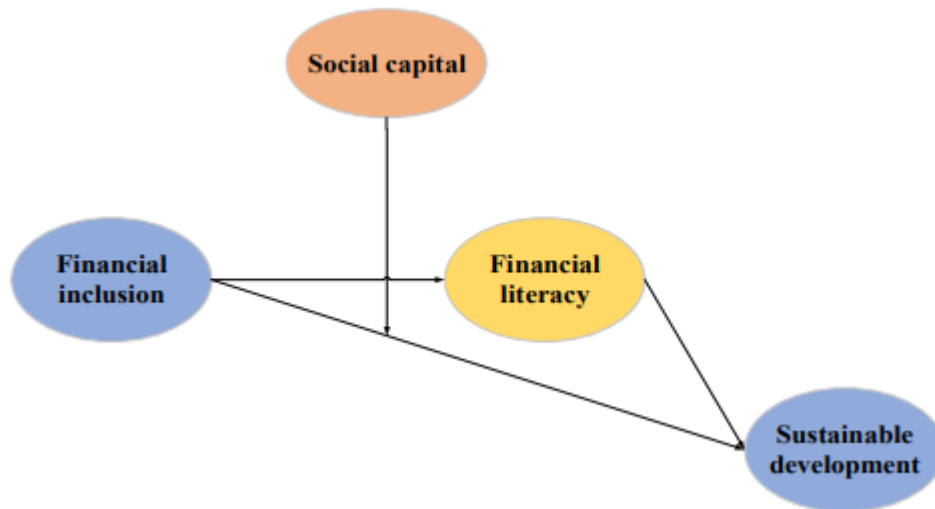 Social capital
Financial
inclusion
Financial
literacy
Sustainable
development